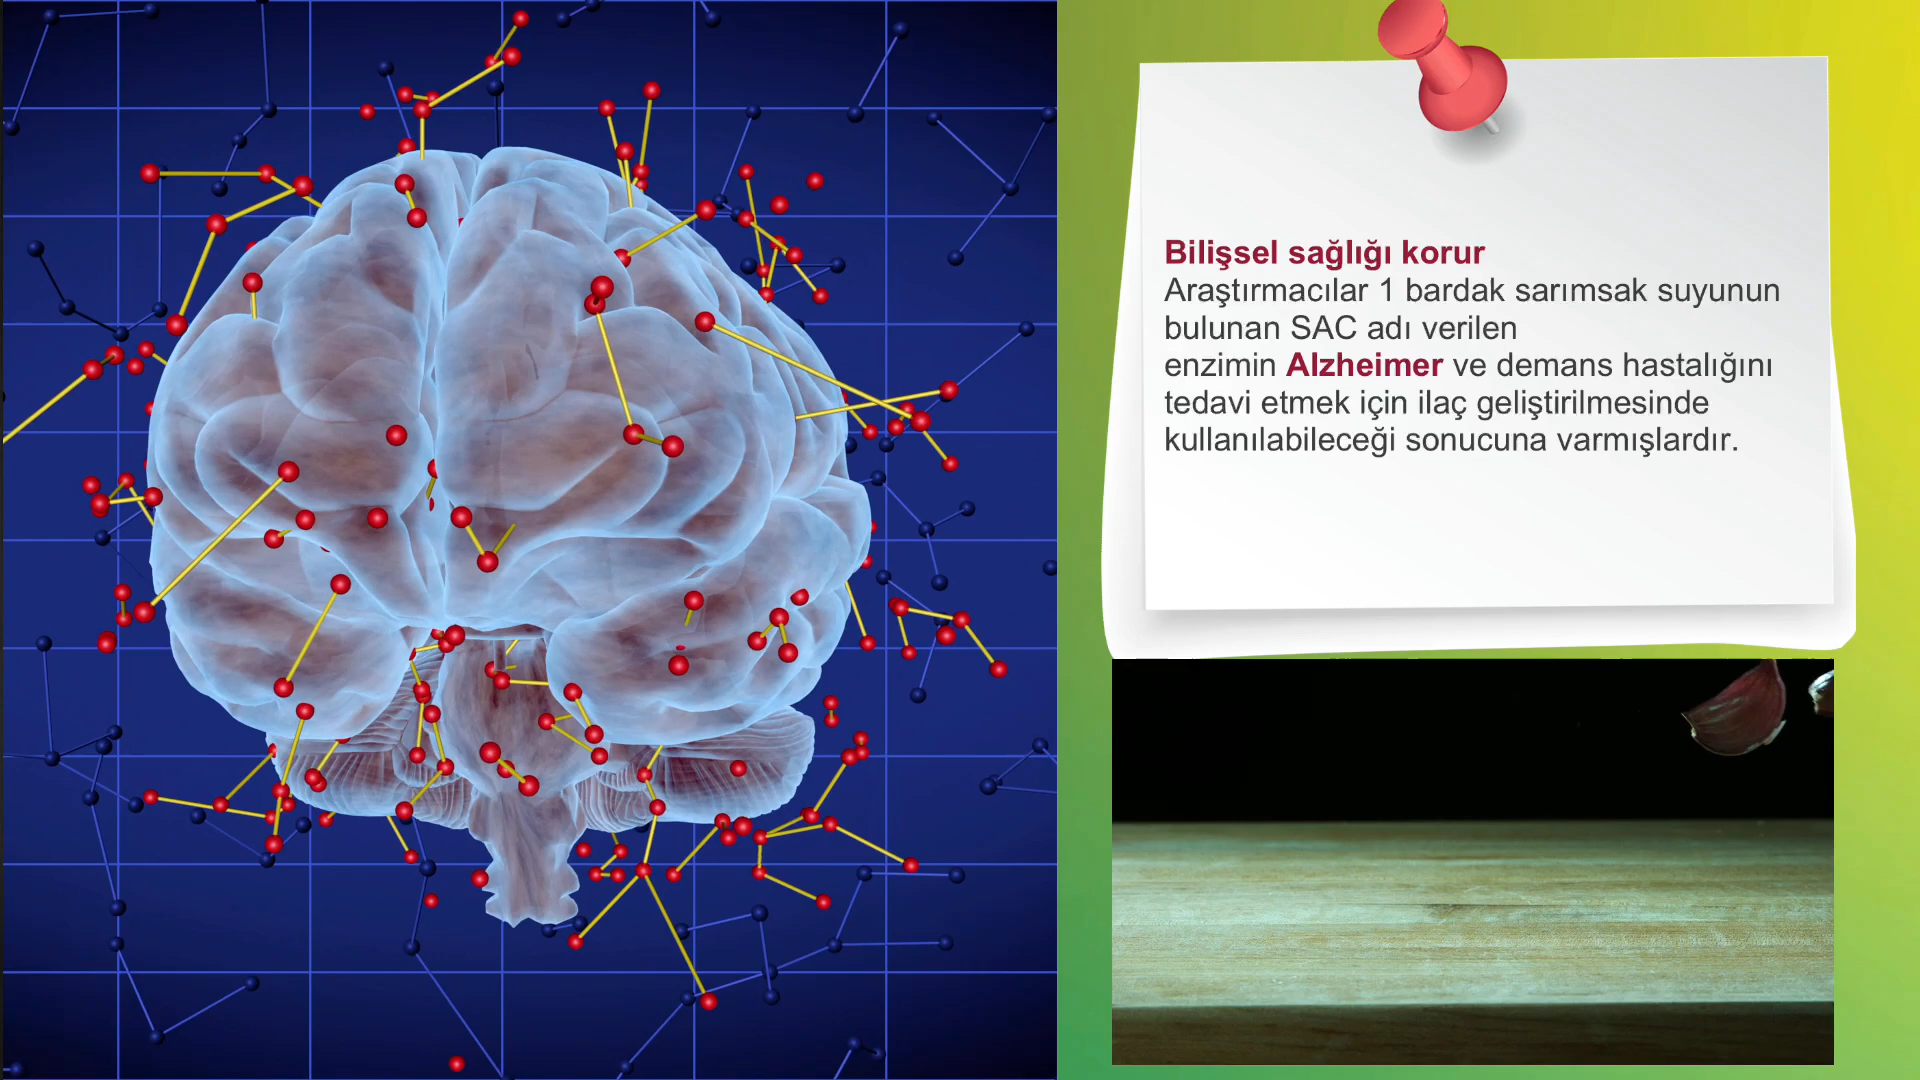 Bilişsel sağlığı korur
Araştırmacılar 1 bardak sarımsak suyunun
bulunan SAC adı verilen
enzimin Alzheimer ve demans hastalığını
tedavi etmek için ilaç geliştirilmesinde
kullanılabileceği sonucuna varmışlardır.